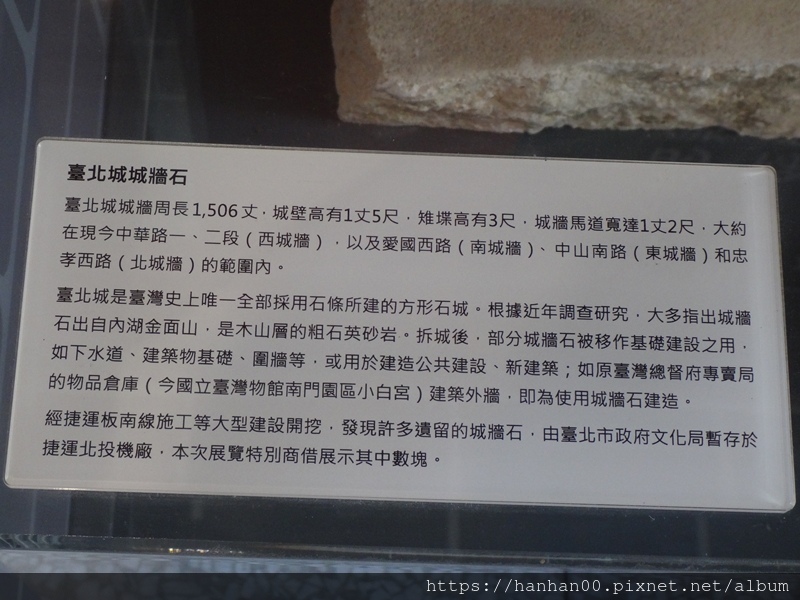 臺北城城牆石
臺北城城牆周長1,506丈，城壁高有1丈5尺，雉堞高有3尺，城牆馬道寬達1丈2尺，大約
在現今中華路一、二段（西城牆），以及愛國西路（南城牆）、中山南路（東城牆）和忠
孝西路（北城牆）的範圍內。
臺北城是臺灣史上唯一全部採用石條所建的方形石城。根據近年調查研究，大多指出城牆
石出自內湖金面山，是木山層的粗石英砂岩。拆城後，部分城牆石被移作基礎建設之用，
如下水道、建築物基礎、圍牆等，或用於建造公共建設、新建築；如原臺灣總督府專賣局
的物品倉庫（今國立臺灣博物館南門園區小白宮）建築外牆，即為使用城牆石建造。
經捷運板南線施工等大型建設開挖，發現許多遺留的城牆石，由臺北市政府文化局暫存於
捷運北投機廠，本次展覽特別商借展示其中數塊。
https://hanhan00.pixnet.net/album